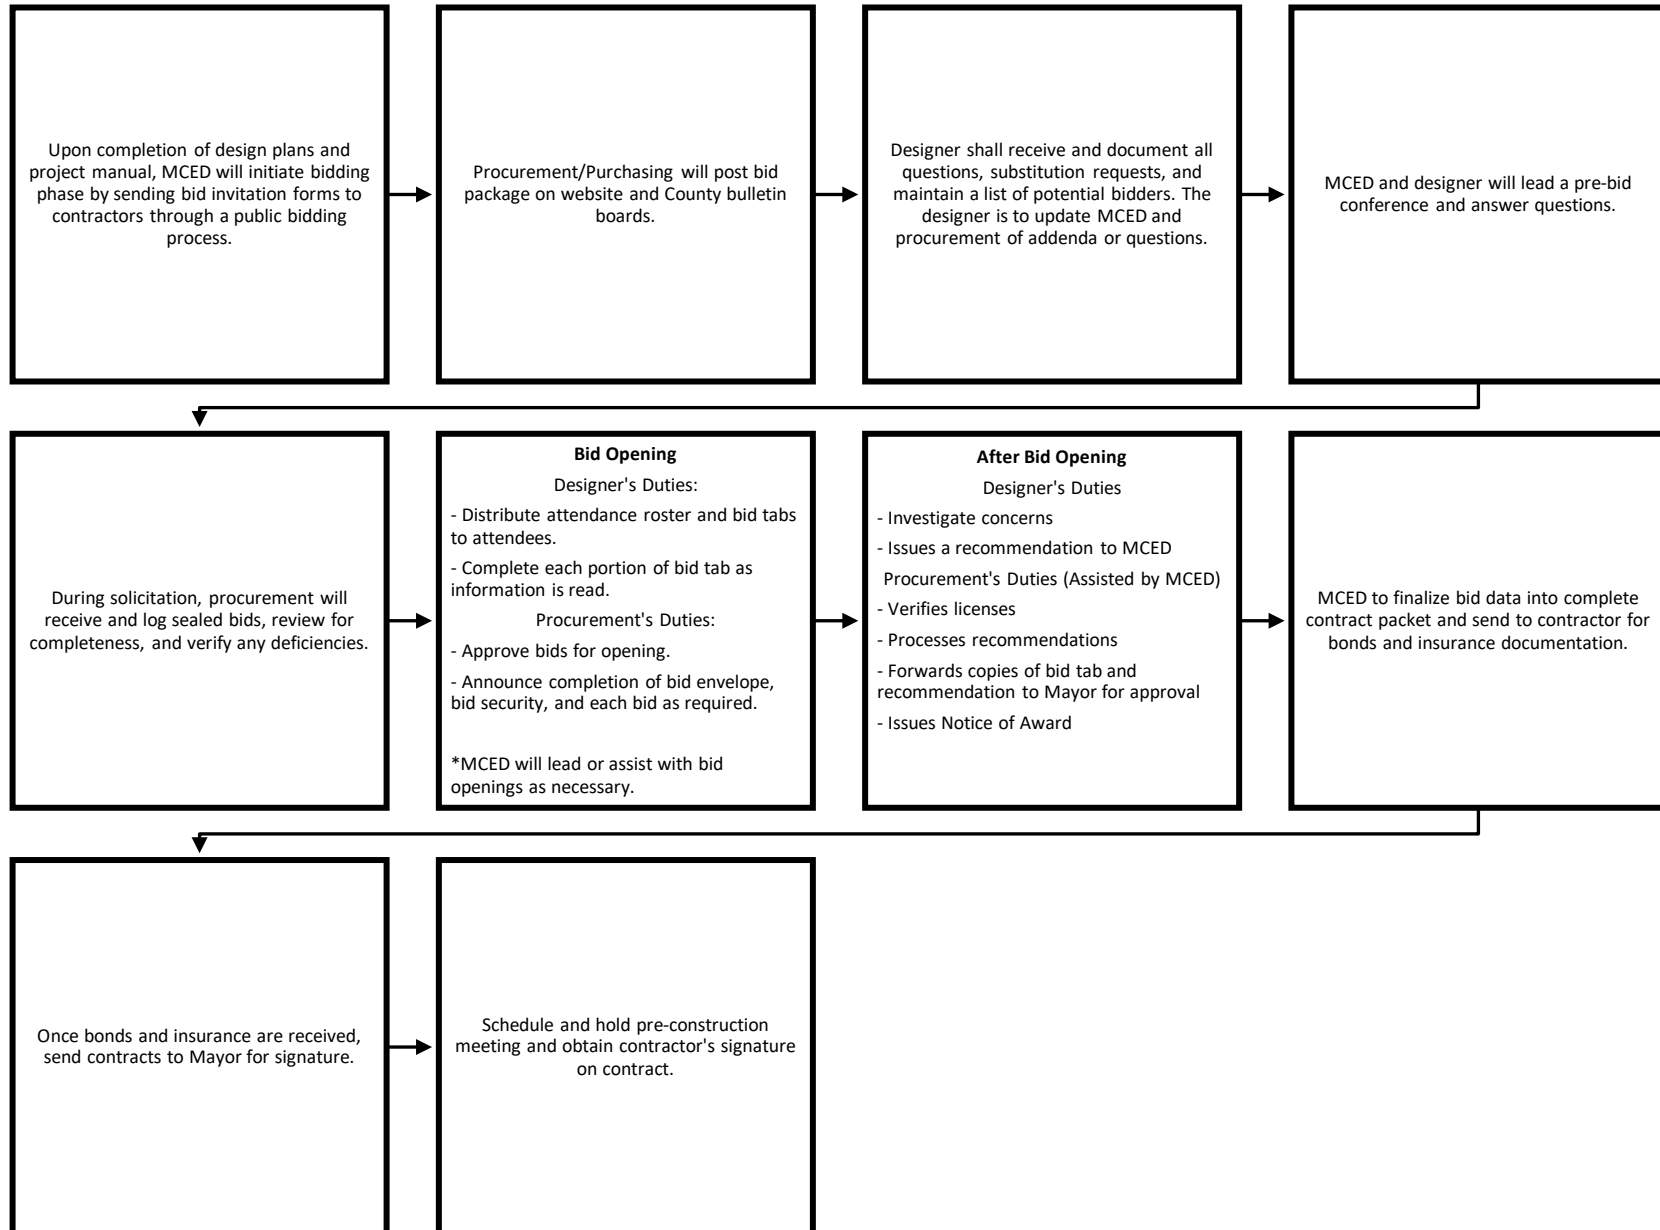 Upon completion of design plans and
project manual, MCED will initiate bidding
phase by sending bid invitation forms to
contractors through a public bidding
process.
Procurement/Purchasing will post bid
package on website and County bulletin
boards.
Designer shall receive and document all
questions, substitution requests, and
maintain a list of potential bidders. The
designer is to update MCED and
procurement of addenda or questions.
MCED and designer will lead a pre-bid
conference and answer questions.
During solicitation, procurement will
receive and log sealed bids, review for
completeness, and verify any deficiencies.
Bid Opening
Designer's Duties:
- Distribute attendance roster and bid tabs
to attendees.
- Complete each portion of bid tab as
information is read.
Procurement's Duties:
- Approve bids for opening.
- Announce completion of bid envelope,
bid security, and each bid as required.
*MCED will lead or assist with bid
openings as necessary.
After Bid Opening
Designer's Duties
- Investigate concerns
- Issues a recommendation to MCED
Procurement's Duties (Assisted by MCED)
- Verifies licenses
- Processes recommendations
- Forwards copies of bid tab and
recommendation to Mayor for approval
- Issues Notice of Award
MCED to finalize bid data into complete
contract packet and send to contractor for
bonds and insurance documentation.
Once bonds and insurance are received,
send contracts to Mayor for signature.
Schedule and hold pre-construction
meeting and obtain contractor's signature
on contract.